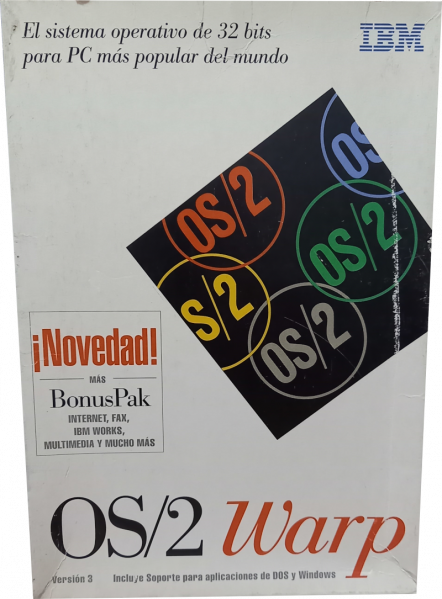 El sistema operativo de 32 bits
para PC más popular del mundo
IBM
OS/2
OS/2
OS/2
S/2
OS/2
¡Novedad!
MÁS
BonusPak
INTERNET, FAX,
IBM WORKS,
MULTIMEDIA Y MUCHO MÁS
OS/2 Warp
Versión 3 Incluye Soporte para aplicaciones de DOS y Windows